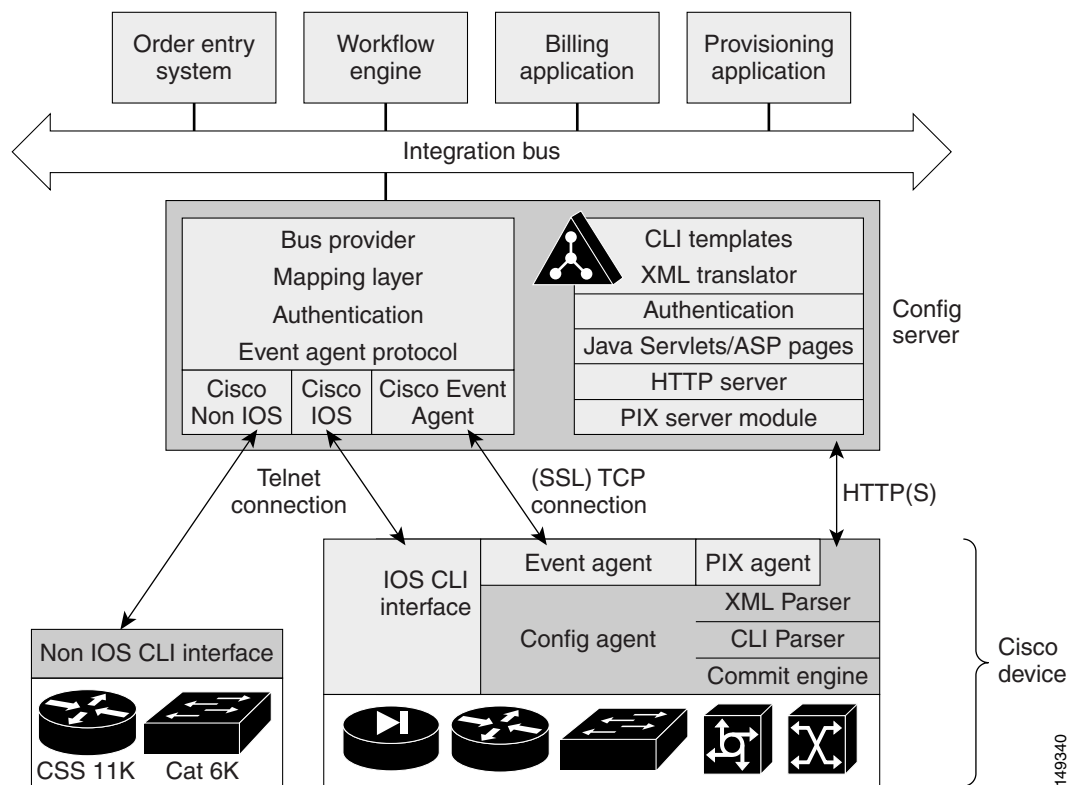 Order entry
system
Workflow
engine
Billing
application
Provisioning
application
Integration bus
Bus provider
Mapping layer
Authentication
Event agent protocol
Cisco
Non IOS
Cisco
IOS
Cisco Event
Agent
CLI templates
XML translator
Authentication
Java Servlets/ASP pages
HTTP server
PIX server module
Config
server
Telnet
connection
(SSL) TCP
connection
HTTP(S)
IOS CLI
interface
Event agent
PIX agent
Config agent
XML Parser
CLI Parser
Commit engine
Cisco
device
Non IOS CLI interface
CSS 11K
Cat 6K
149340